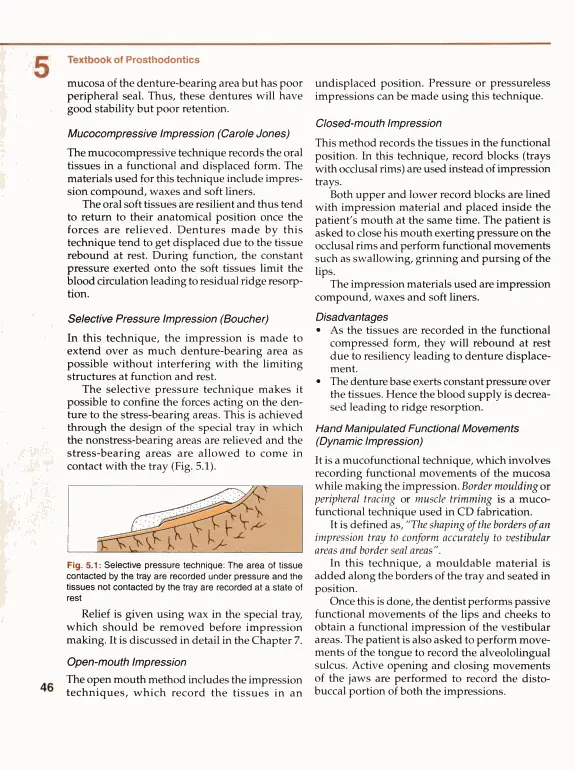 5
Textbook of Prosthodontics
mucosa of the denture-bearing area but has poor
peripheral seal. Thus, these dentures will have
good stability but poor retention.
Mucocompressive Impression (Carole Jones)
The mucocompressive technique records the oral
tissues in a functional and displaced form. The
materials used for this technique include impres-
sion compound, waxes and soft liners.
The oral soft tissues are resilient and thus tend
to return to their anatomical position once the
forces are relieved. Dentures made by this
technique tend to get displaced due to the tissue
rebound at rest. During function, the constant
pressure exerted onto the soft tissues limit the
blood circulation leading to residual ridge resorp-
tion.
Selective Pressure Impression (Boucher)
In this technique, the impression is made to
extend over as much denture-bearing area as
possible without interfering with the limiting
structures at function and rest.
The selective pressure technique makes it
possible to confine the forces acting on the den-
ture to the stress-bearing areas. This is achieved
through the design of the special tray in which
the nonstress-bearing areas are relieved and the
stress-bearing areas are allowed to come in
contact with the tray (Fig. 5.1).
Fig. 5.1: Selective pressure technique: The area of tissue
contacted by the tray are recorded under pressure and the
tissues not contacted by the tray are recorded at a state of
rest
Relief is given using wax in the special tray,
which should be removed before impression
making. It is discussed in detail in the Chapter 7.
Open-mouth Impression
The open mouth method includes the impression
techniques, which record the tissues in an
46
undisplaced position. Pressure or pressureless
impressions can be made using this technique.
Closed-mouth Impression
This method records the tissues in the functional
position. In this technique, record blocks (trays
with occlusal rims) are used instead of impression
trays.
Both upper and lower record blocks are lined
with impression material and placed inside the
patient's mouth at the same time. The patient is
asked to close his mouth exerting pressure on the
occlusal rims and perform functional movements
such as swallowing, grinning and pursing of the
lips.
The impression materials used are impression
compound, waxes and soft liners.
Disadvantages
• As the tissues are recorded in the functional
compressed form, they will rebound at rest
due to resiliency leading to denture displace-
ment.
• The denture base exerts constant pressure over
the tissues. Hence the blood supply is decrea-
sed leading to ridge resorption.
Hand Manipulated Functional Movements
(Dynamic Impression)
It is a mucofunctional technique, which involves
recording functional movements of the mucosa
while making the impression. Border moulding or
peripheral tracing or muscle trimming is a muco-
functional technique used in CD fabrication.
It is defined as, "The shaping of the borders of an
impression tray to conform accurately to vestibular
areas and border seal areas".
In this technique, a mouldable material is
added along the borders of the tray and seated in
position.
Once this is done, the dentist performs passive
functional movements of the lips and cheeks to
obtain a functional impression of the vestibular
areas. The patient is also asked to perform move-
ments of the tongue to record the alveololingual
sulcus. Active opening and closing movements
of the jaws are performed to record the disto-
buccal portion of both the impressions.